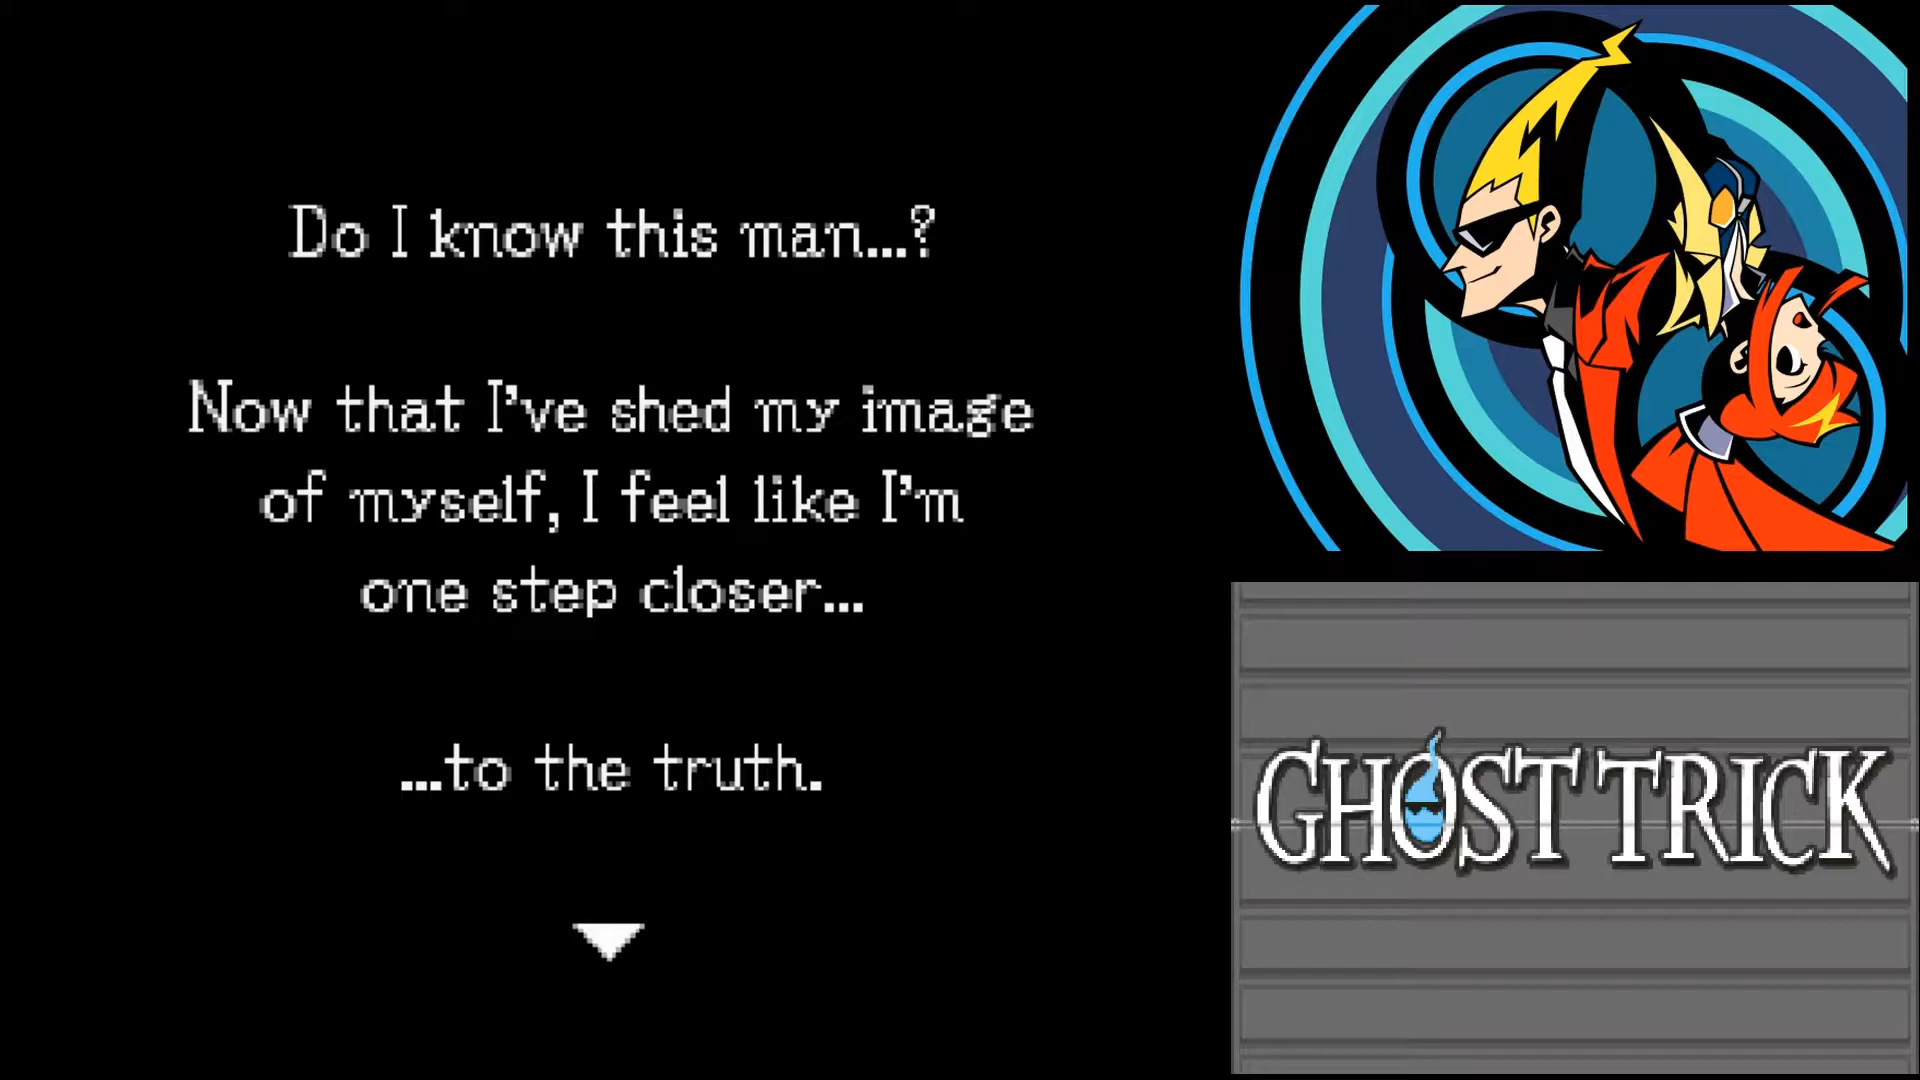 Do I know this man...?
Now that I've shed my image
of myself, I feel like I'm
one step closer...
...to the truth.
GHOST TRICK